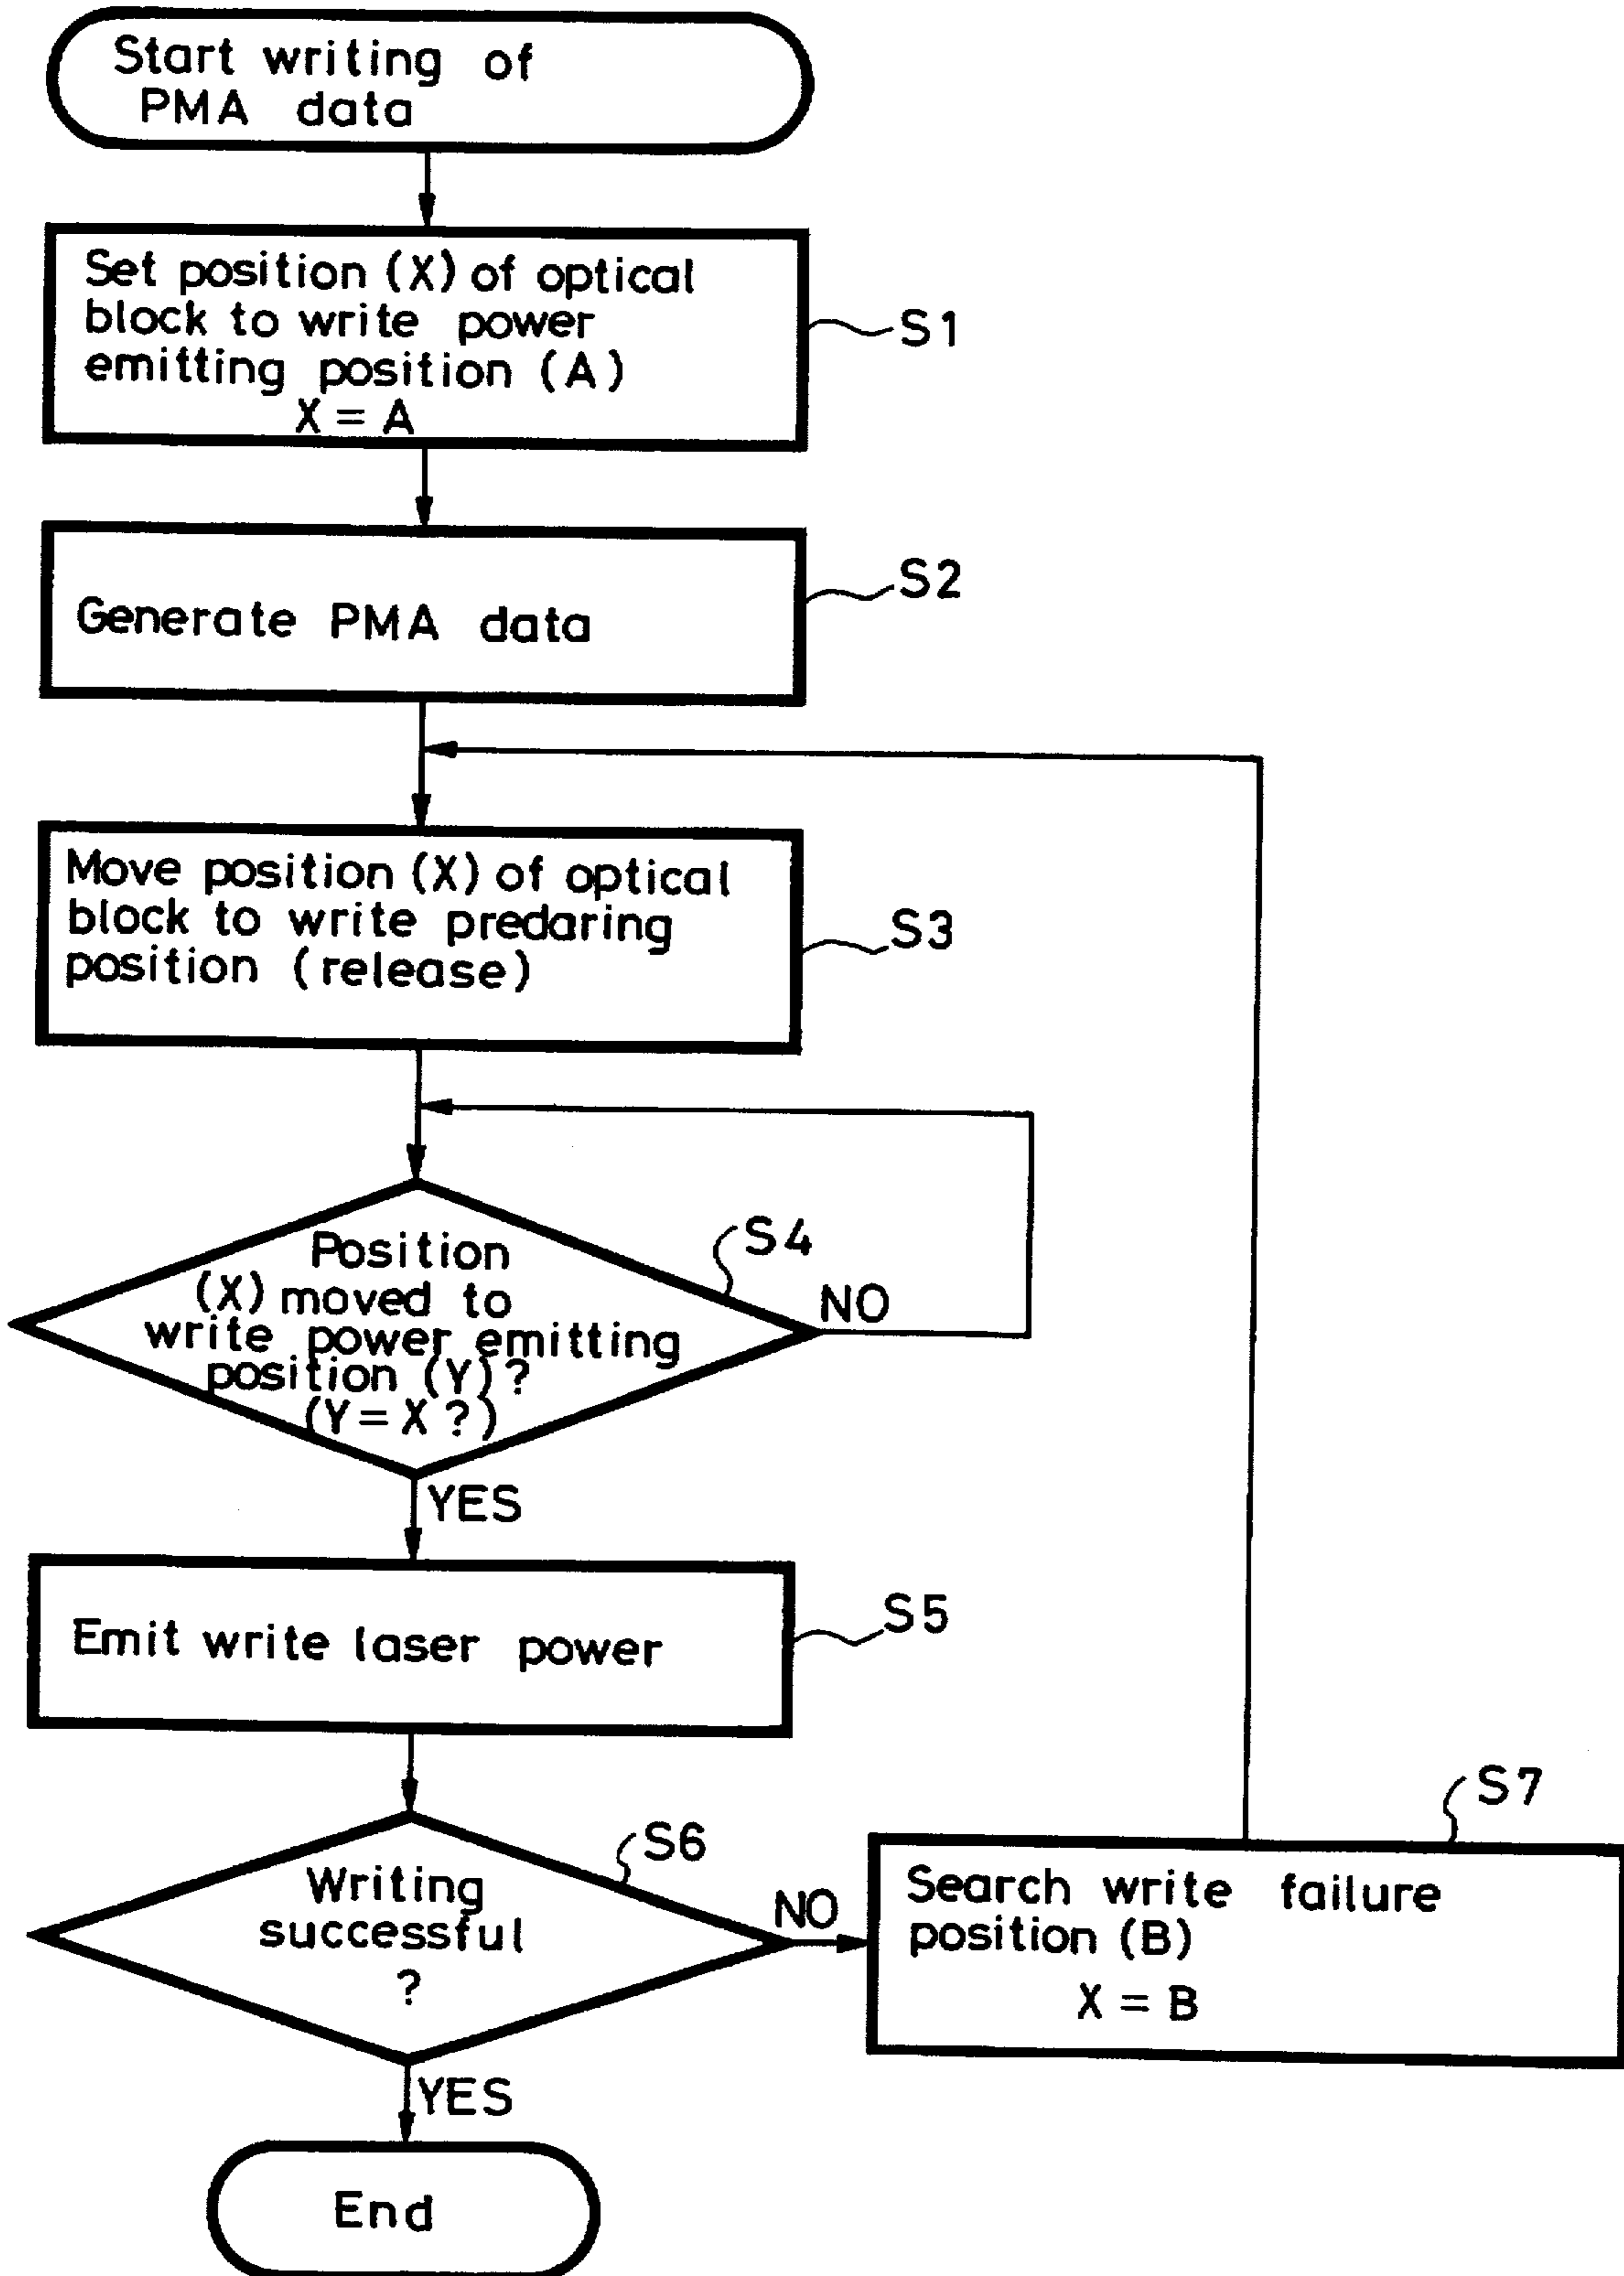 Start writing of
PMA data
Set position (X) of optical
block to write power
emitting position (A)
X = A
S1
Generate PMA data
S2
Move position (X) of optical
block to write predaring
position (release)
S3
Position
(X) moved to
write power emitting
position (Y)?
(Y = X ?)
S4
NO
YES
Emit write laser power
S5
Writing
successful
?
S6
NO
Search write failure
position (B)
X = B
S7
YES
End